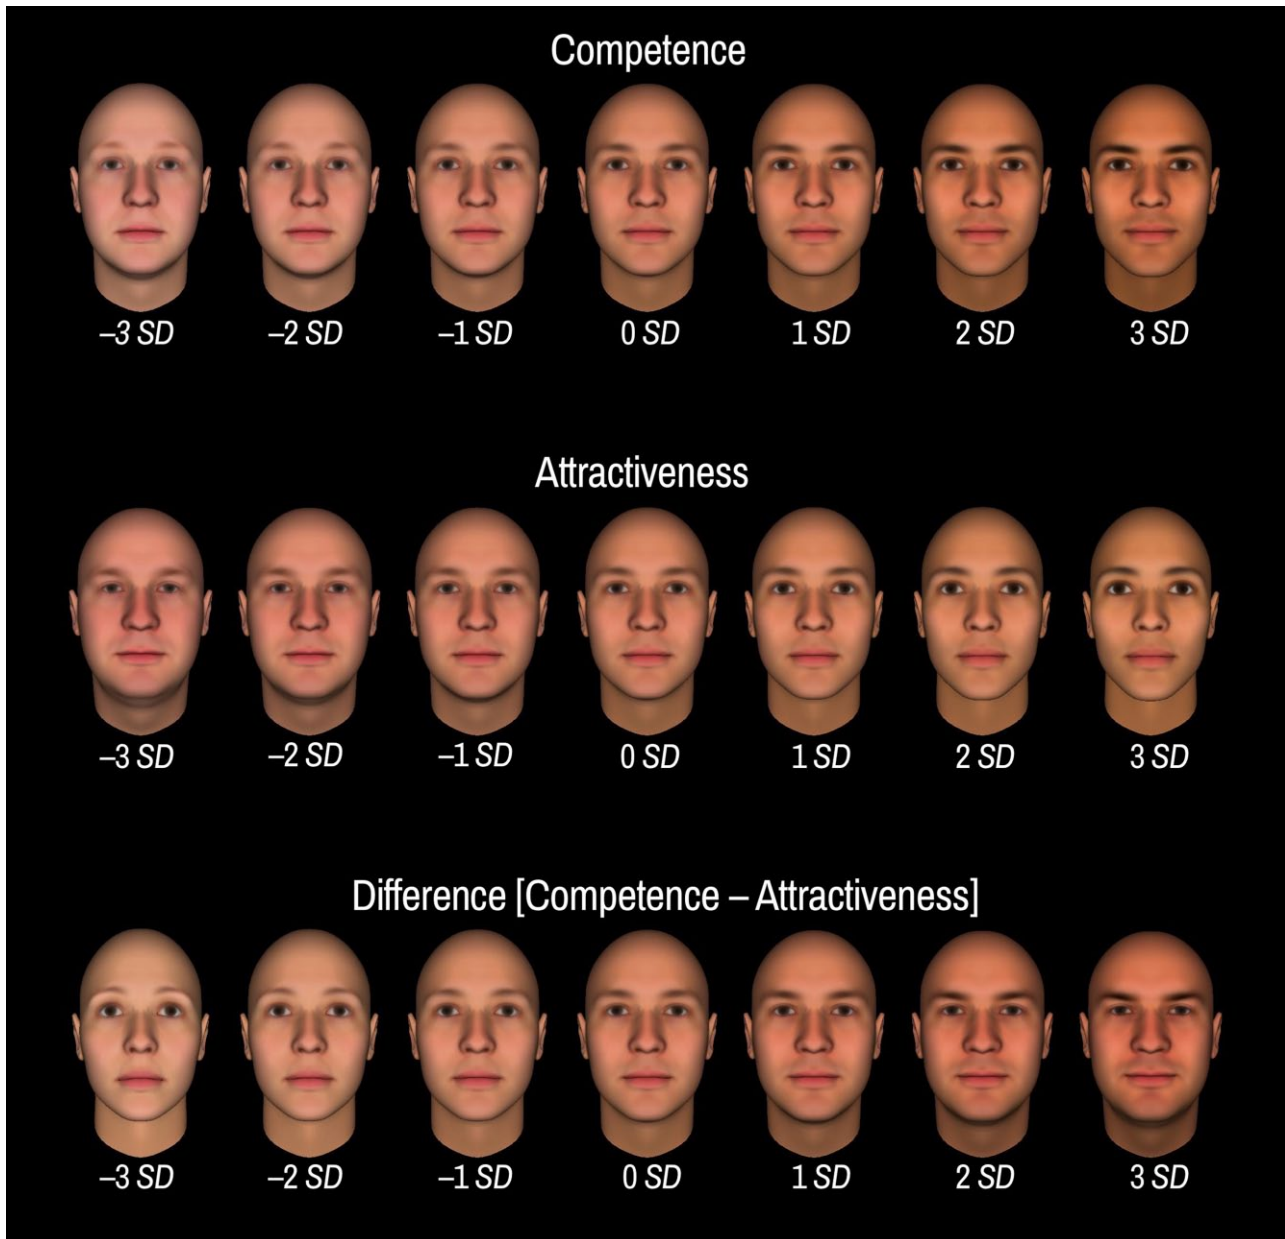 Competence
–3 SD –2 SD –1 SD 0 SD 1 SD 2 SD 3 SD
Attractiveness
–3 SD –2 SD –1 SD 0 SD 1 SD 2 SD 3 SD
Difference [Competence – Attractiveness]
–3 SD –2 SD –1 SD 0 SD 1 SD 2 SD 3 SD